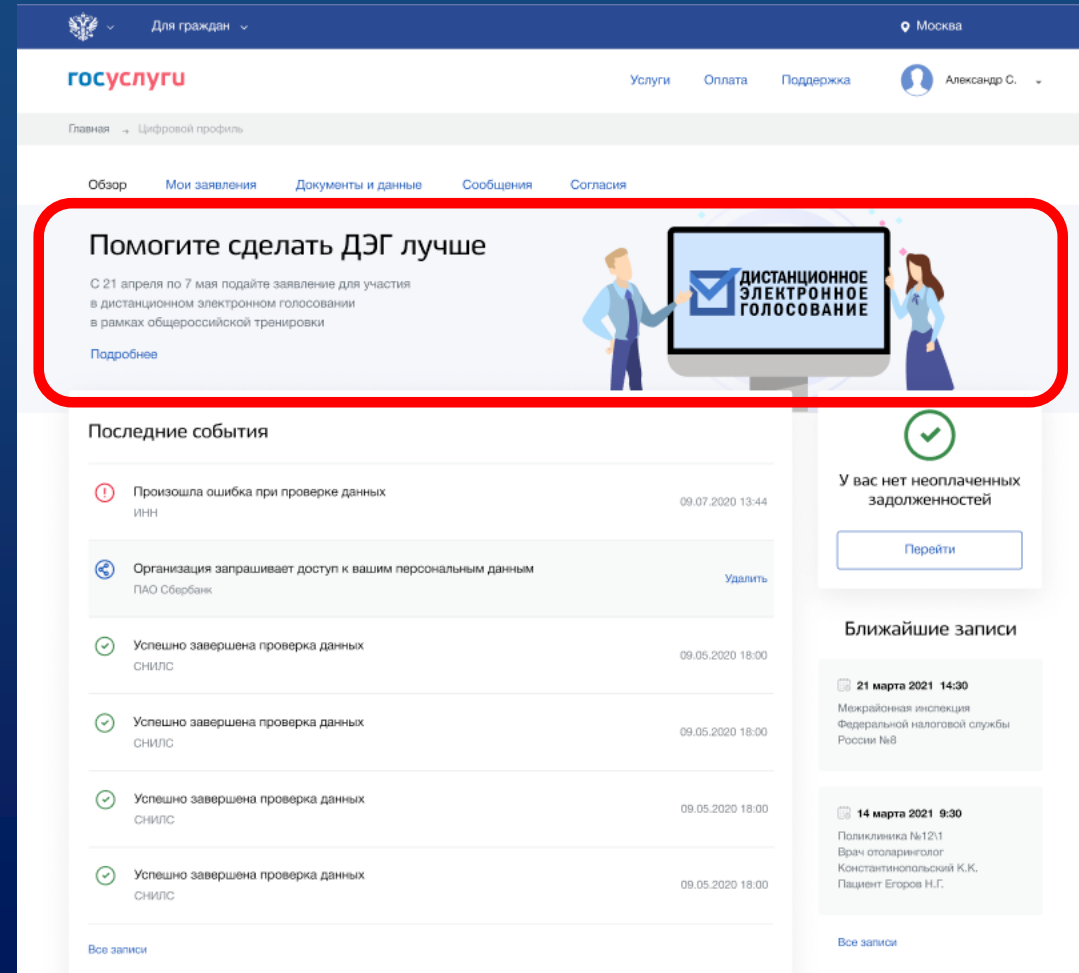 Для граждан
Москва
госуслуги
Услуги Оплата Поддержка Александр С.
Главная → Цифровой профиль
Обзор Мои заявления Документы и данные Сообщения Согласия
Помогите сделать ДЭГ лучше
С 21 апреля по 7 мая подайте заявление для участия
в дистанционном электронном голосовании
в рамках общероссийской тренировки
Подробнее
ДИСТАНЦИОННОЕ
ЭЛЕКТРОННОЕ
ГОЛОСОВАНИЕ
Последние события
Произошла ошибка при проверке данных
ИНН
09.07.2020 13:44
Организация запрашивает доступ к вашим персональным данным
ПАО Сбербанк
Удалить
Успешно завершена проверка данных
СНИЛС
09.05.2020 18:00
Успешно завершена проверка данных
СНИЛС
09.05.2020 18:00
Успешно завершена проверка данных
СНИЛС
09.05.2020 18:00
Успешно завершена проверка данных
СНИЛС
09.05.2020 18:00
Все записи
У вас нет неоплаченных
задолженностей
Перейти
Ближайшие записи
21 марта 2021 14:30
Межрайонная инспекция
Федеральной налоговой службы
России №8
14 марта 2021 9:30
Поликлиника №12\1
Врач отоларинголог
Константинопольский К.К.
Пациент Егоров Н.Г.
Все записи